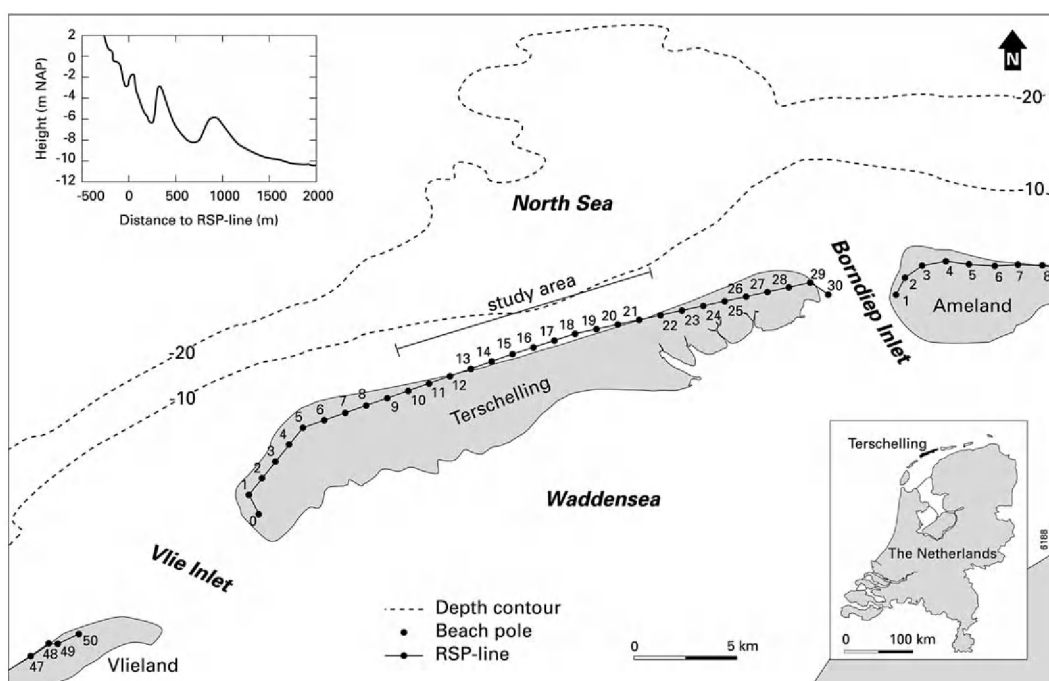 2
0
-2
-4
-6
-8
-10
-12
Height (m NAP)
-500 0 500 1000 1500 2000
Distance to RSP-line (m)
N
-20
-10
North Sea
Borndiep Inlet
study area
-20
-10
0 1 2 3 4 5 6 7 8 9 10 11 12 13 14 15 16 17 18 19 20 21 22 23 24 25 26 27 28 29 30
1 2 3 4 5 6 7 8
Ameland
Terschelling
Waddensea
Vlie Inlet
47 48 49 50
Vlieland
Depth contour
Beach pole
RSP-line
0 5 km
Terschelling
The Netherlands
0 100 km
6188